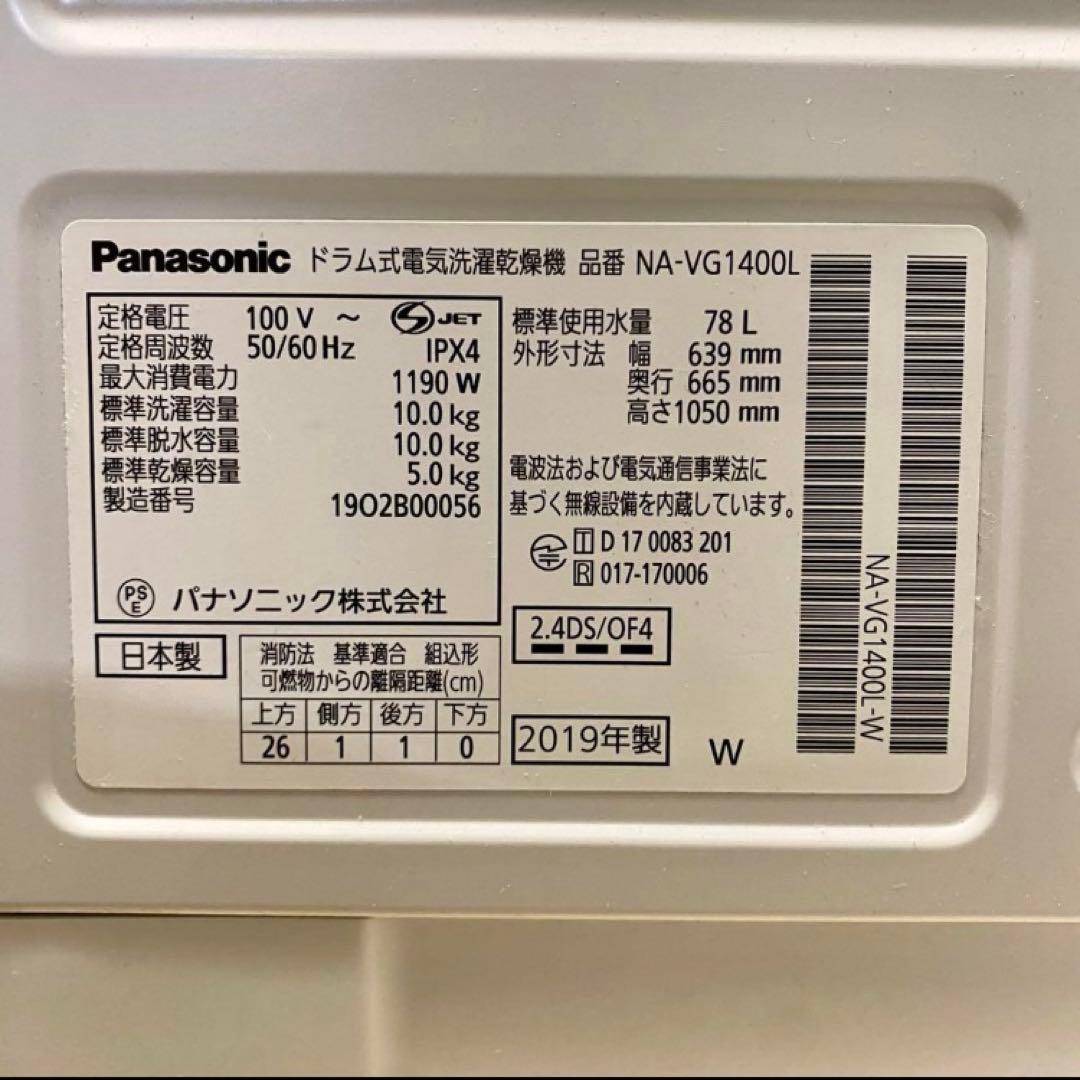 Panasonic ドラム式電気洗濯乾燥機 品番 NA-VG1400L
定格電圧 100 V ~ S JET
定格周波数 50/60 Hz IPX4
最大消費電力 1190 W
標準洗濯容量 10.0 kg
標準脱水容量 10.0 kg
標準乾燥容量 5.0 kg
製造番号 19O2B00056
PS E パナソニック株式会社
標準使用水量 78 L
外形寸法 幅 639 mm
奥行 665 mm
高さ 1050 mm
電波法および電気通信事業法に
基づく無線設備を内蔵しています。
T D 17 0083 201
R 017-170006
2.4DS/OF4
日本製
消防法 基準適合 組込形
可燃物からの離隔距離(cm)
上方 側方 後方 下方
26 1 1 0
2019年製 W
NA-VG1400L-W